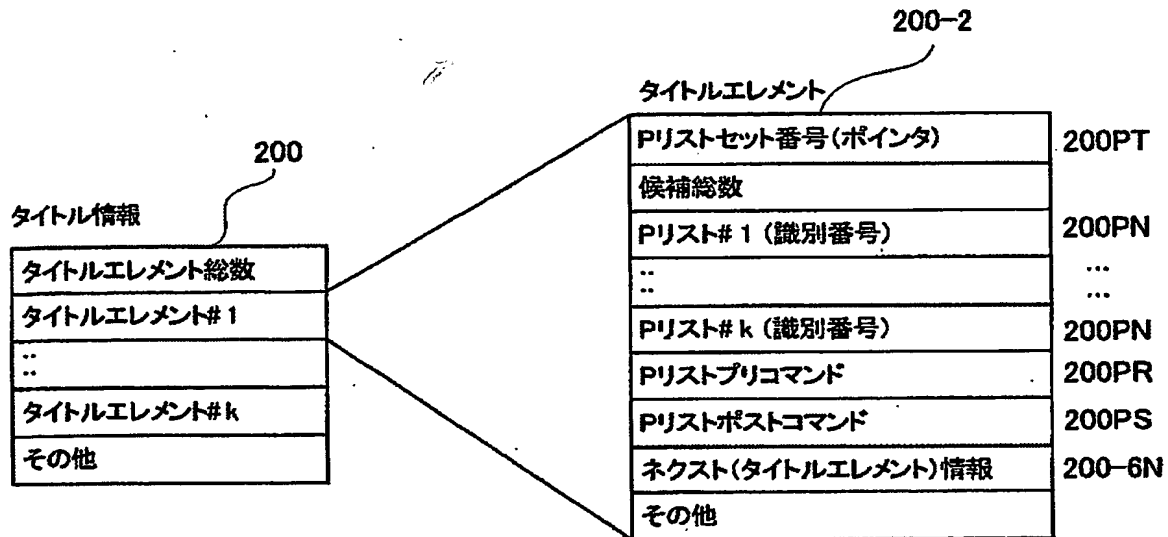 200
タイトル情報
タイトルエレメント総数
タイトルエレメント#1
::
タイトルエレメント#k
その他
200-2
タイトルエレメント
Pリストセット番号(ポインタ)
200PT
候補総数
Pリスト#1(識別番号)
200PN
::
...
...
Pリスト#k(識別番号)
200PN
Pリストプリコマンド
200PR
Pリストポストコマンド
200PS
ネクスト(タイトルエレメント)情報
200-6N
その他